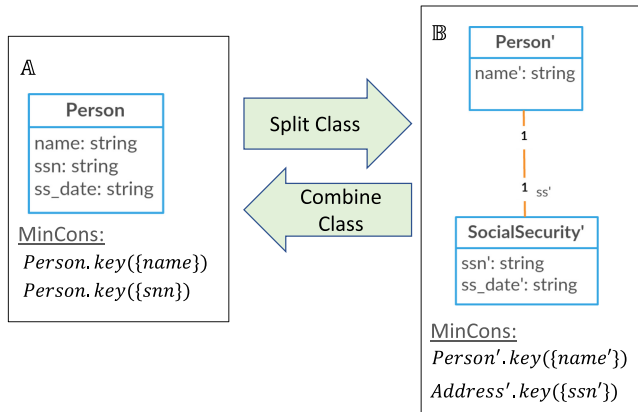 𝔸
Person
name: string
ssn: string
ss_date: string
MinCons:
Person.key({name})
Person.key({snn})
Split Class
Combine
Class
𝔹
Person'
name': string
1
1 ss'
SocialSecurity'
ssn': string
ss_date': string
MinCons:
Person′.key({name′})
Address′.key({ssn′})